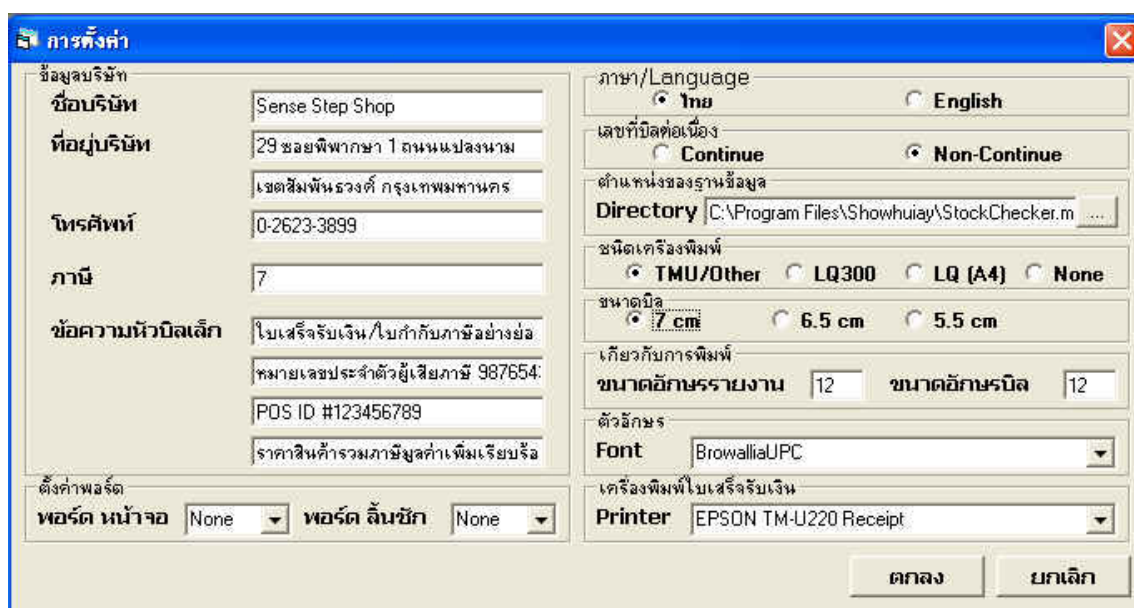 การตั้งค่า
ข้อมูลบริษัท
ชื่อบริษัท Sense Step Shop
ที่อยู่บริษัท 29 ซอยพิพากษา 1 ถนนแปลงนาม
เขตสัมพันธวงศ์ กรุงเทพมหานคร
โทรศัพท์ 0-2623-3899
ภาษี 7
ข้อความหัวบิลเล็ก ใบเสร็จรับเงิน/ใบกำกับภาษีอย่างย่อ
หมายเลขประจำตัวผู้เสียภาษี 987654
POS ID #123456789
ราคาสินค้ารวมภาษีมูลค่าเพิ่มเรียบร้อ
ตั้งค่าพอร์ต
พอร์ต หน้าจอ None พอร์ต ลิ้นชัก None
ภาษา/Language
ไทย English
เลขที่บิลต่อเนื่อง
Continue Non-Continue
ตำแหน่งของฐานข้อมูล
Directory C:\Program Files\Showhuiay\StockChecker.m ...
ชนิดเครื่องพิมพ์
TMU/Other LQ300 LQ (A4) None
ขนาดบิล
7 cm 6.5 cm 5.5 cm
เกี่ยวกับการพิมพ์
ขนาดอักษรรายงาน 12 ขนาดอักษรบิล 12
ตัวอักษร
Font BrowalliaUPC
เครื่องพิมพ์ใบเสร็จรับเงิน
Printer EPSON TM-U220 Receipt
ตกลง ยกเลิก